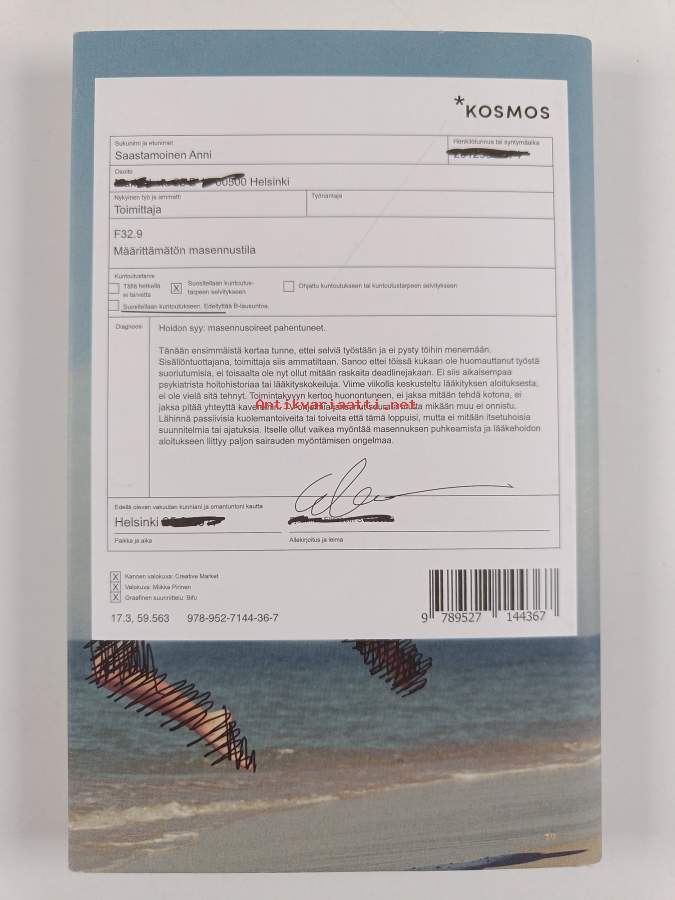 *KOSMOS
Sukunimi ja etunimet
Henkilötunnus tai syntymäaika
Saastamoinen Anni
Osoite
00500 Helsinki
Nykyinen työ ja ammatti
Työnantaja
Toimittaja
F32.9
Määrittämätön masennustila
Kuntoutustarve
Tällä hetkellä
ei tarvetta
X
Suositellaan kuntoutus-
tarpeen selvitykseen.
Ohjattu kuntoutukseen tai kuntoutustarpeen selvitykseen
Suositellaan kuntoutukseen. Edellyttää B-lausuntoa.
Diagnoosi
Hoidon syy: masennusoireet pahentuneet.
Tänään ensimmäistä kertaa tunne, ettei selviä työstään ja ei pysty töihin menemään.
Sisällöntuottajana, toimittaja siis ammatiltaan. Sanoo ettei töissä kukaan ole huomauttanut työstä
suoriutumisia, ei toisaalta ole nyt ollut mitään raskaita deadlinejakaan. Ei siis aikaisempaa
psykiatrista hoitohistoriaa tai lääkityskokeiluja. Viime viikolla keskusteltu lääkityksen aloituksesta,
ei ole vielä sitä tehnyt. Toimintakyvyn kertoo huonontuneen, ei jaksa mitään tehdä kotona, ei
jaksa pitää yhteyttä mutta mikään muu ei onnistu.
Antikvariaatti.net
Lähinnä passiivisia kuolemantoiveita tai toiveita että tämä loppuisi, mutta ei mitään itsetuhoisia
suunnitelmia tai ajatuksia. Itselle ollut vaikea myöntää masennuksen puhkeamista ja lääkehoidon
aloitukseen liittyy paljon sairauden myöntämisen ongelmaa.
Edellä olevan vakuutan kunniani ja omantuntoni kautta
Helsinki
Paikka ja aika
Allekirjoitus ja leima
X Kannen valokuva: Creative Market
X Valokuva: Miikka Pirinen
X Graafinen suunnittelu: Bifu
17.3, 59.563 978-952-7144-36-7
9 789527 144367